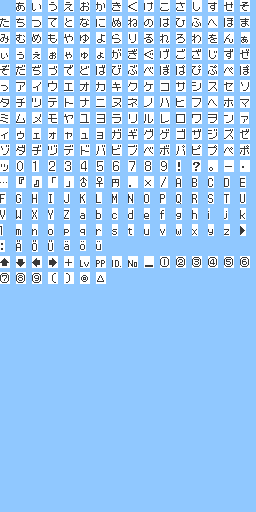 あいうえおかきくけこさしすせそ
たちつてとなにぬねのはひふへほま
みむめもやゆよらりるれろわをんぁ
ぃぅぇぉゃゅょがぎぐげござじずぜ
ぞだぢづでどばびぶべぼぱぴぷぺぽ
っアイウエオカキクケコサシスセソ
タチツテトナニヌネノハヒフヘホマ
ミムメモヤユヨラリルレロワヲンァ
ィゥェォャュョガギグゲゴザジズゼ
ゾダヂヅデドバビブベボパピプペポ
ッ0123456789!?。ー・
…『』「」♂♀円.×/ABCDE
FGHIJKLMNOPQRSTU
VWXYZabcdefghijk
lmnopqrstuvwxyz▶
:ÄÖÜäöü
↑↓←→+ Lv PP ID. No _ ①②③④⑤⑥
⑦⑧⑨()◎△